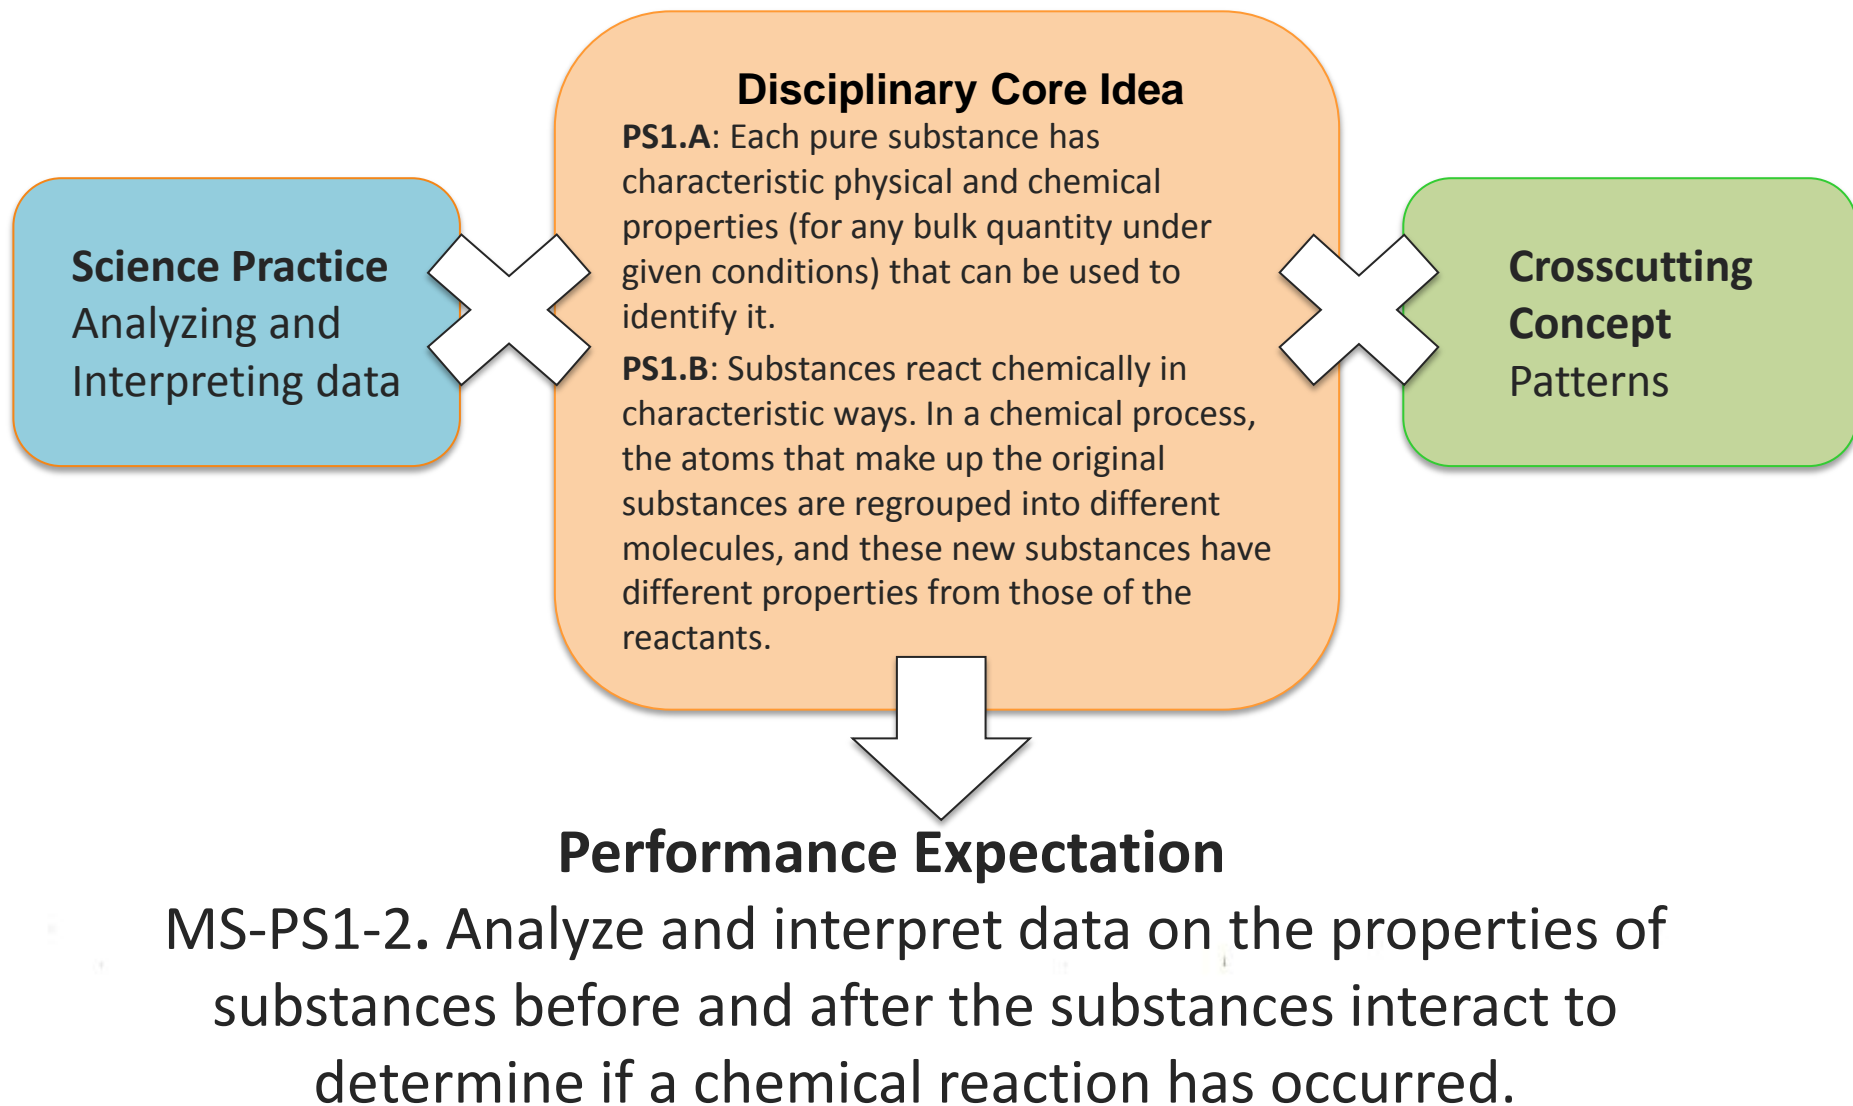 Science Practice
Analyzing and
Interpreting data
Disciplinary Core Idea
PS1.A: Each pure substance has
characteristic physical and chemical
properties (for any bulk quantity under
given conditions) that can be used to
identify it.
PS1.B: Substances react chemically in
characteristic ways. In a chemical process,
the atoms that make up the original
substances are regrouped into different
molecules, and these new substances have
different properties from those of the
reactants.
Crosscutting
Concept
Patterns
Performance Expectation
MS-PS1-2. Analyze and interpret data on the properties of
substances before and after the substances interact to
determine if a chemical reaction has occurred.